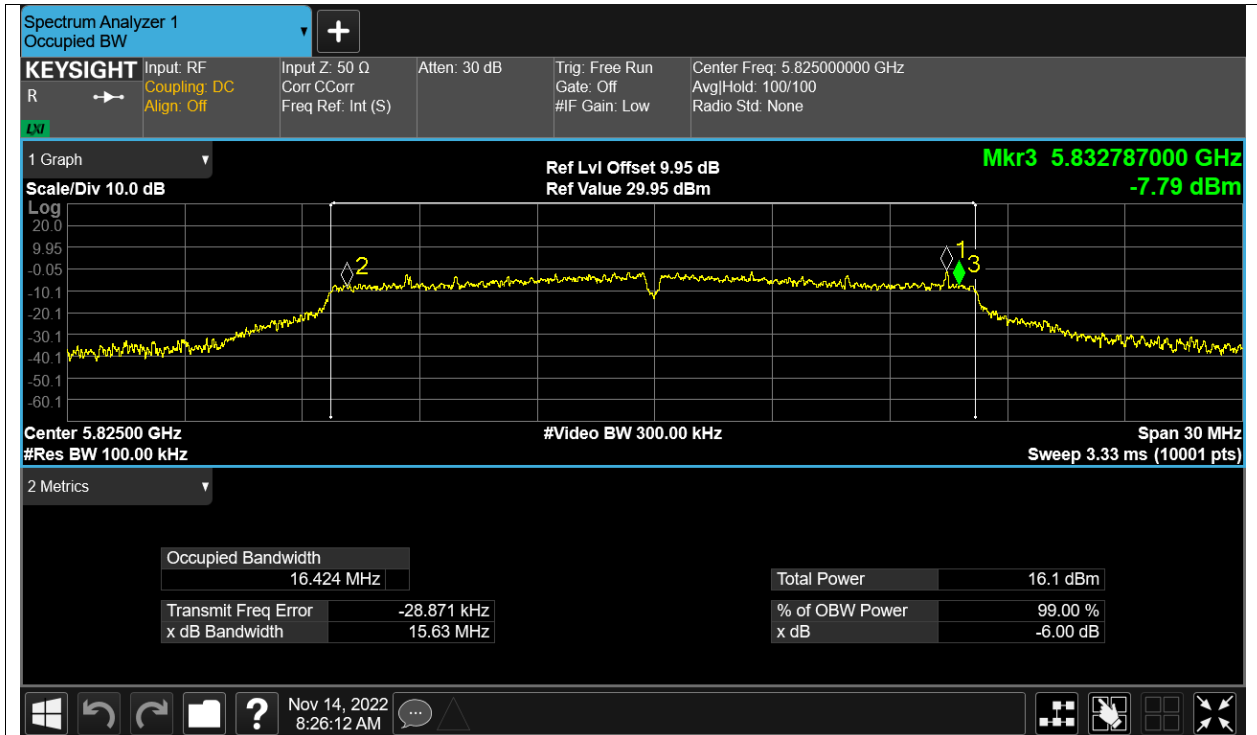 Spectrum Analyzer 1
Occupied BW
KEYSIGHT
R
LXI
Input: RF
Coupling: DC
Align: Off
Input Z: 50 Ω
Corr CCorr
Freq Ref: Int (S)
Atten: 30 dB
Trig: Free Run
Gate: Off
#IF Gain: Low
Center Freq: 5.825000000 GHz
Avg|Hold: 100/100
Radio Std: None
1 Graph
Scale/Div 10.0 dB
Ref Lvl Offset 9.95 dB
Ref Value 29.95 dBm
Mkr3 5.832787000 GHz
-7.79 dBm
Log
20.0
9.95
-0.05
-10.1
-20.1
-30.1
-40.1
-50.1
-60.1
2
1
3
Center 5.82500 GHz
#Res BW 100.00 kHz
#Video BW 300.00 kHz
Span 30 MHz
Sweep 3.33 ms (10001 pts)
2 Metrics
Occupied Bandwidth
16.424 MHz
Transmit Freq Error -28.871 kHz
x dB Bandwidth 15.63 MHz
Total Power 16.1 dBm
% of OBW Power 99.00 %
x dB -6.00 dB
?
Nov 14, 2022
8:26:12 AM